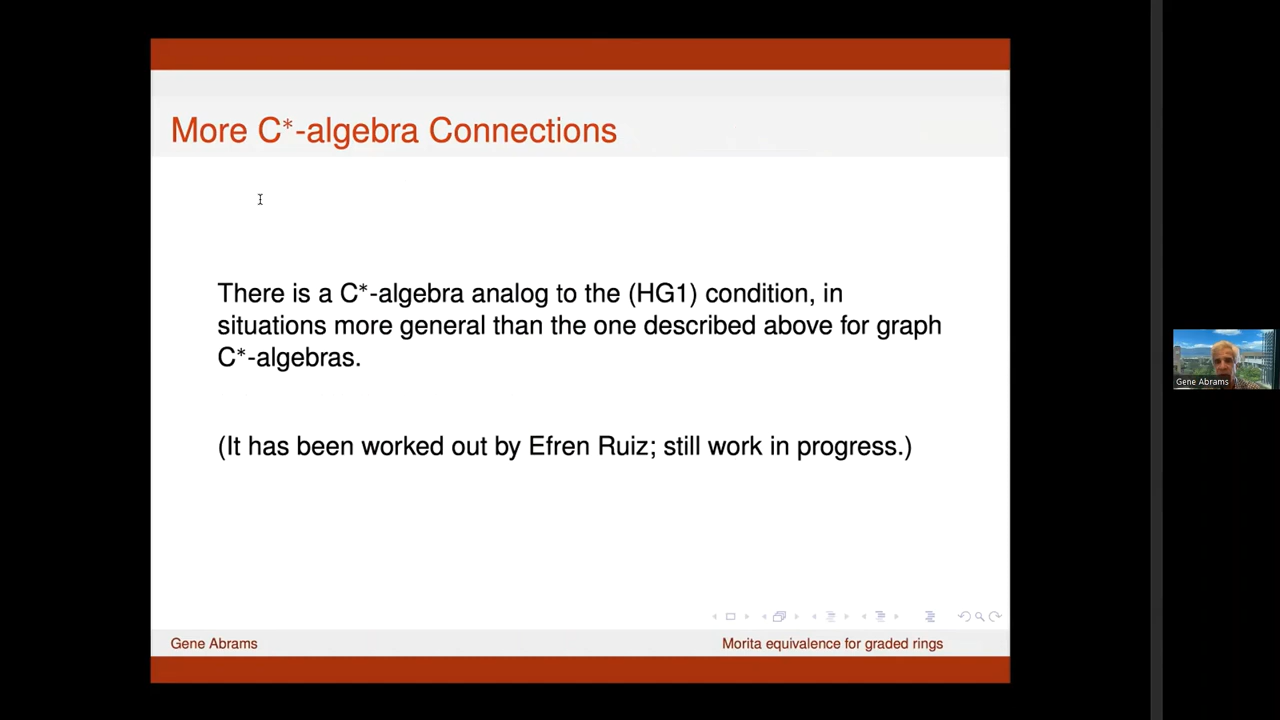 More C*-algebra Connections
There is a C*-algebra analog to the (HG1) condition, in
situations more general than the one described above for graph
C*-algebras.
(It has been worked out by Efren Ruiz; still work in progress.)
Gene Abrams
Morita equivalence for graded rings
Gene Abrams